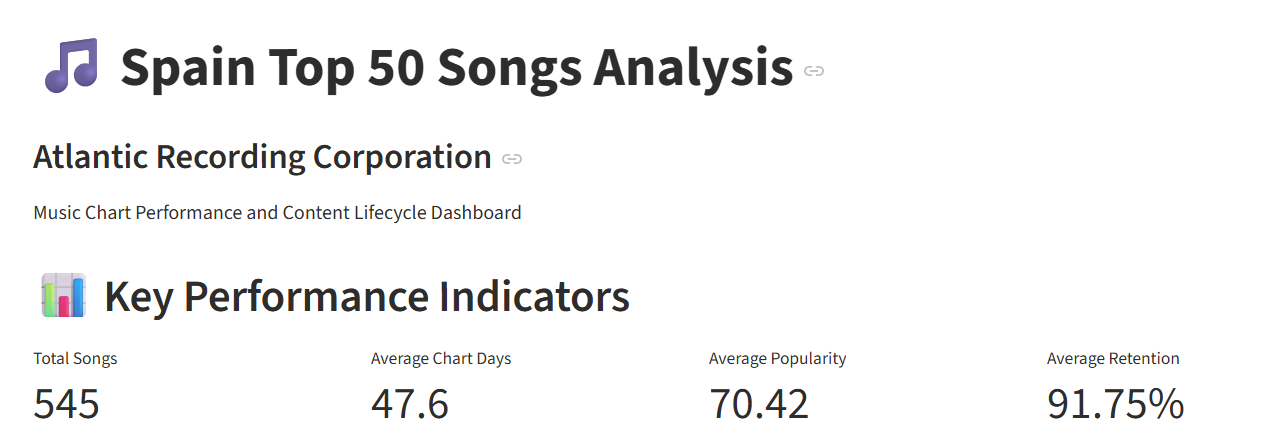 Spain Top 50 Songs Analysis
Atlantic Recording Corporation
Music Chart Performance and Content Lifecycle Dashboard
Key Performance Indicators
Total Songs
545
Average Chart Days
47.6
Average Popularity
70.42
Average Retention
91.75%